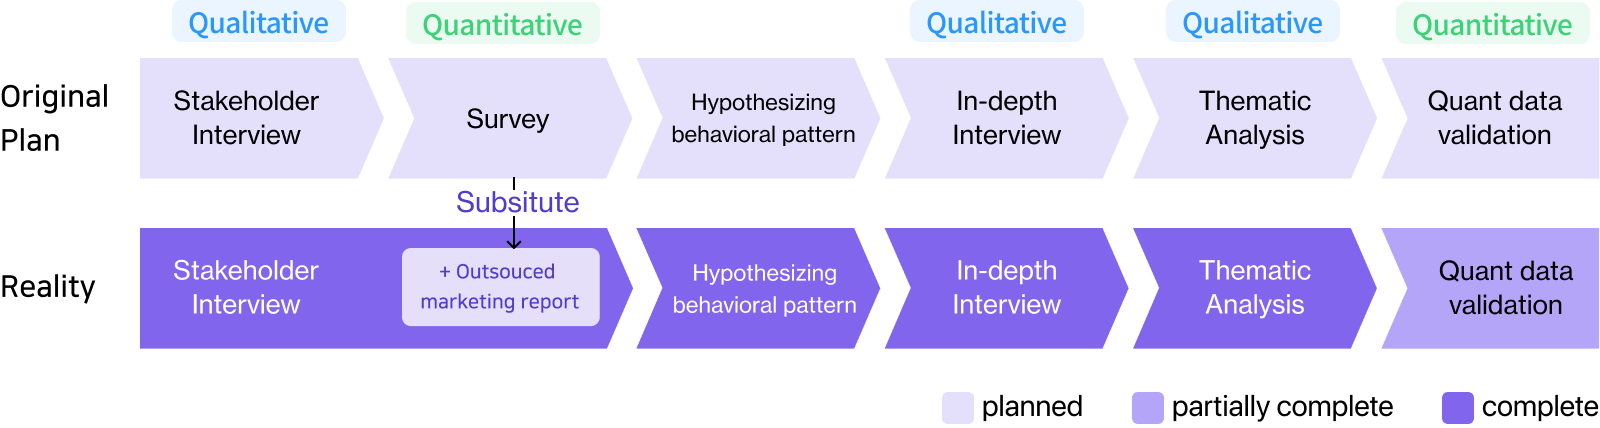 Qualitative
Quantitative
Qualitative
Qualitative
Quantitative
Original
Plan
Stakeholder
Interview
Survey
Hypothesizing
behavioral pattern
In-depth
Interview
Thematic
Analysis
Quant data
validation
Subsitute
Reality
Stakeholder
Interview
+ Outsouced
marketing report
Hypothesizing
behavioral pattern
In-depth
Interview
Thematic
Analysis
Quant data
validation
planned
partially complete
complete